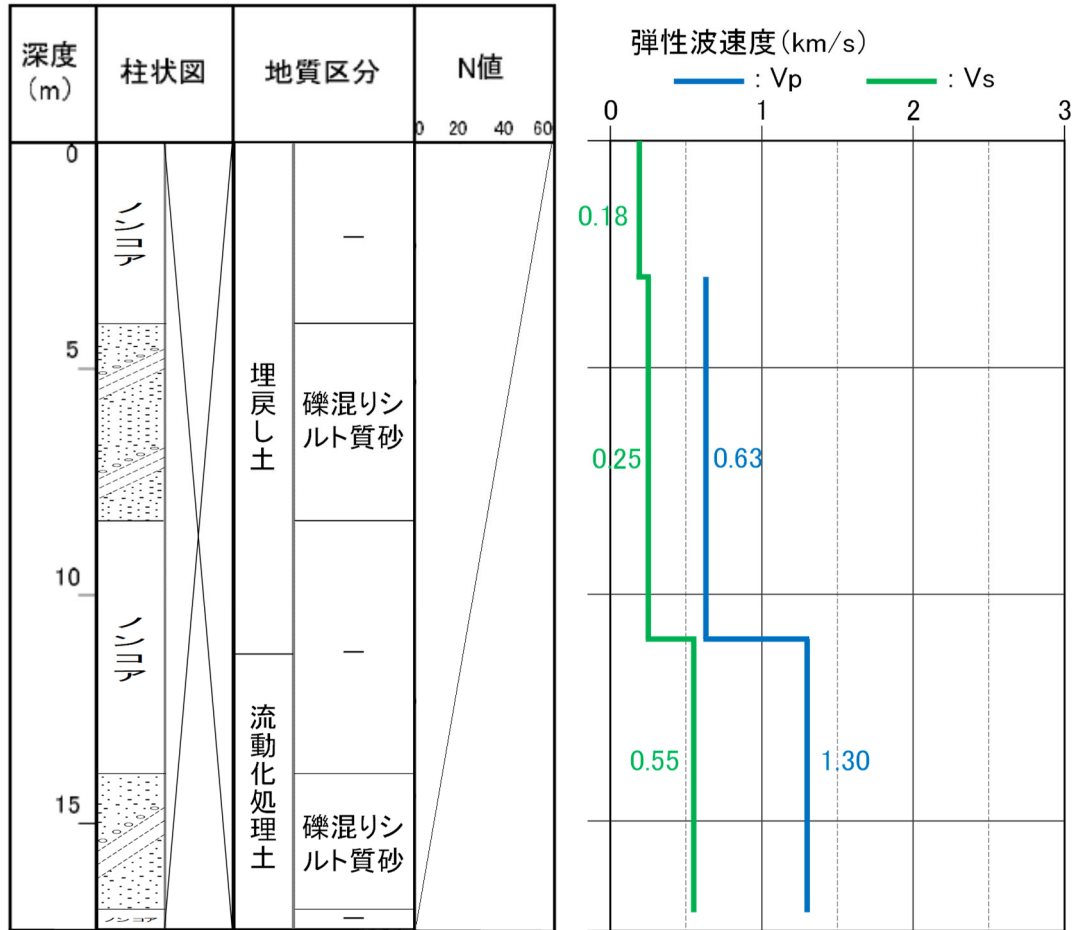 深度
(m)
柱状図
地質区分
N値
0 20 40 60
弾性波速度(km/s)
: Vp
: Vs
0 1 2 3
0
5
10
15
ノンコア
ノンコア
ノンコア
埋戻し土
流動化処理土
—
礫混りシ
ルト質砂
—
礫混りシ
ルト質砂
—
0.18
0.25
0.63
0.55
1.30